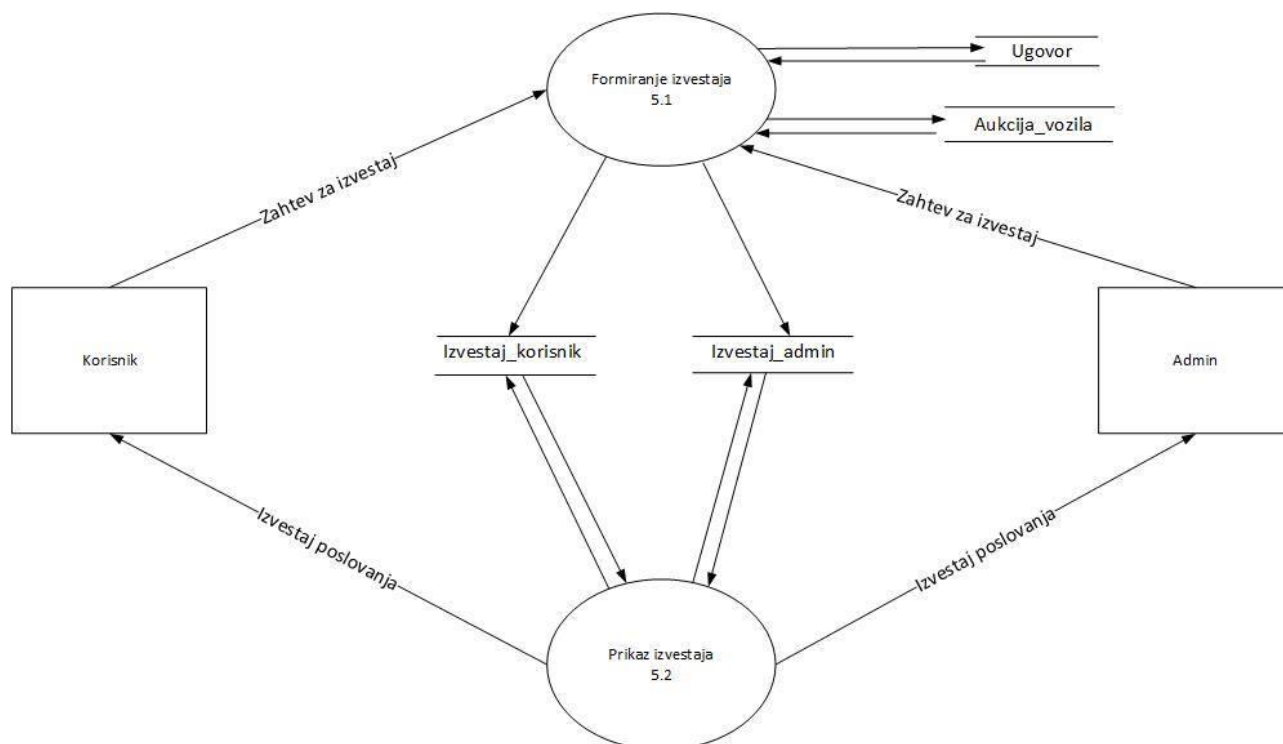 Formiranje izvestaja
5.1
Ugovor
Aukcija_vozila
Zahtev za izvestaj
Zahtev za izvestaj
Korisnik
Izvestaj_korisnik
Izvestaj_admin
Admin
Izvestaj poslovanja
Izvestaj poslovanja
Prikaz izvestaja
5.2